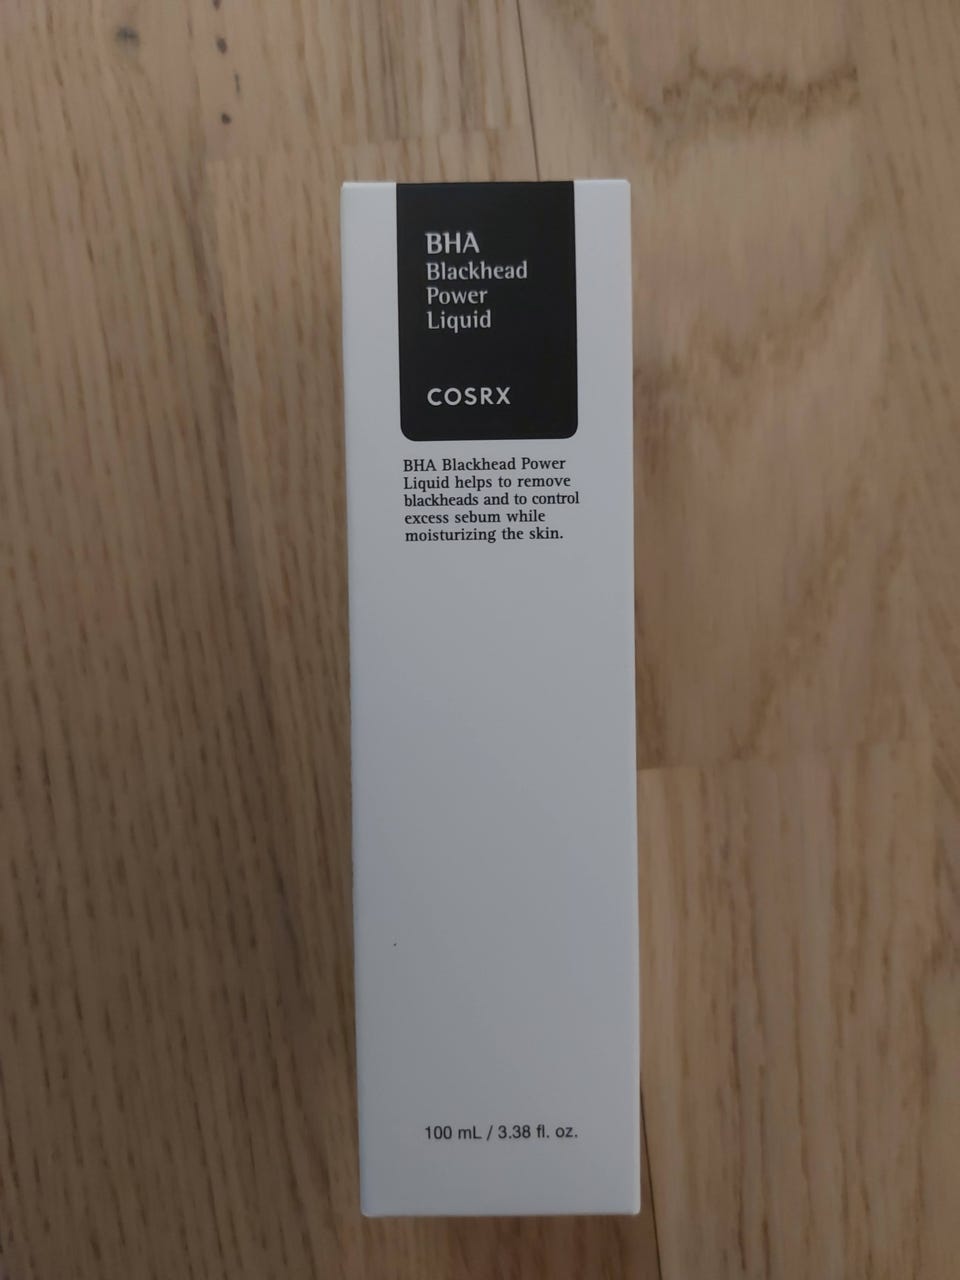 BHA
Blackhead
Power
Liquid
COSRX
BHA Blackhead Power
Liquid helps to remove
blackheads and to control
excess sebum while
moisturizing the skin.
100 mL / 3.38 fl. oz.